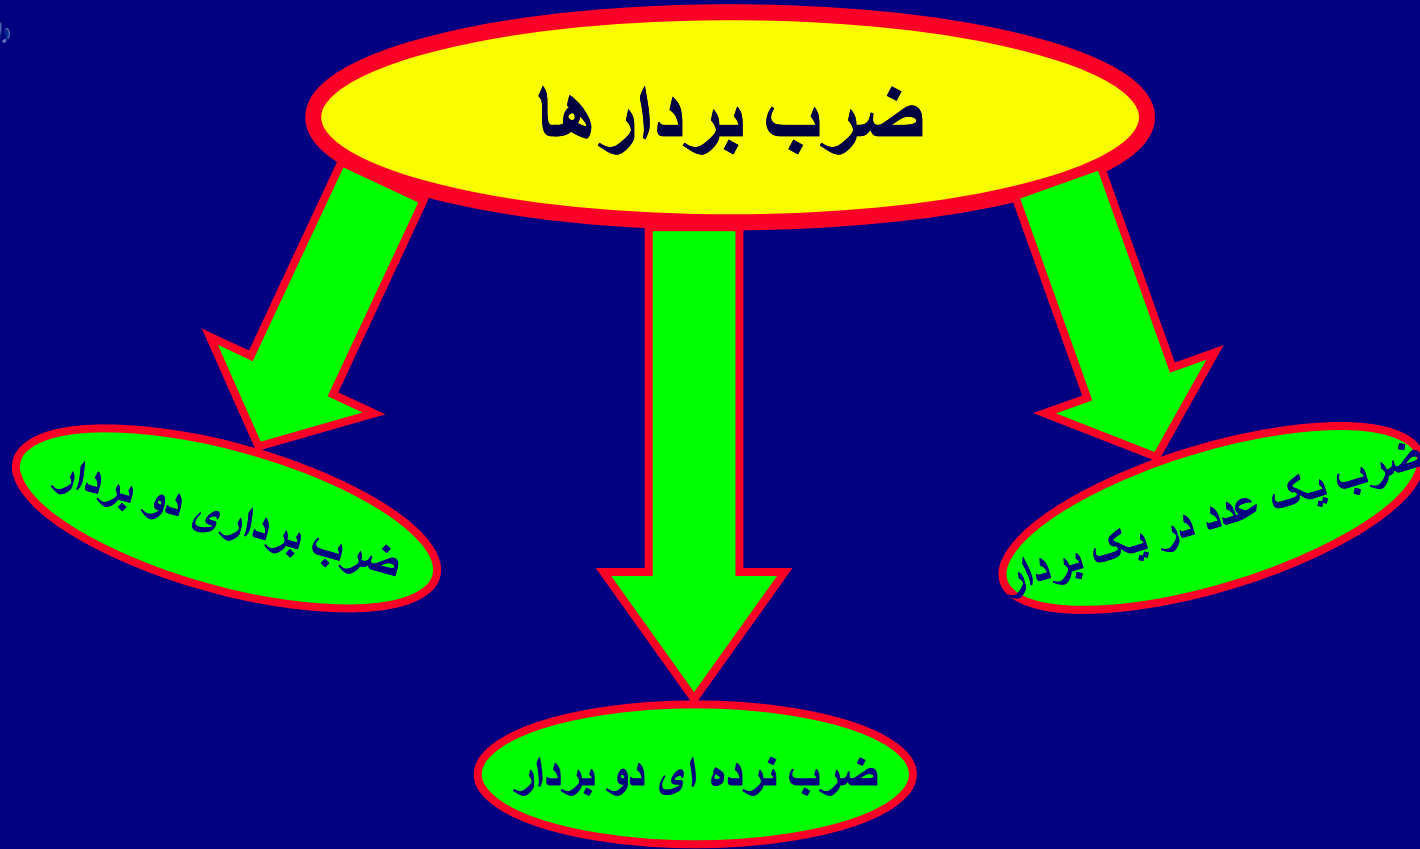 ضرب بردارها
ضرب یک عدد در یک بردار
ضرب نرده ای دو بردار
ضرب برداری دو بردار